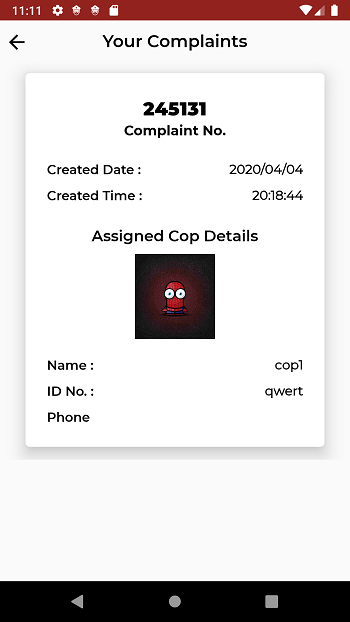 11:11
Your Complaints
245131
Complaint No.
Created Date : 2020/04/04
Created Time : 20:18:44
Assigned Cop Details
Name : cop1
ID No. : qwert
Phone